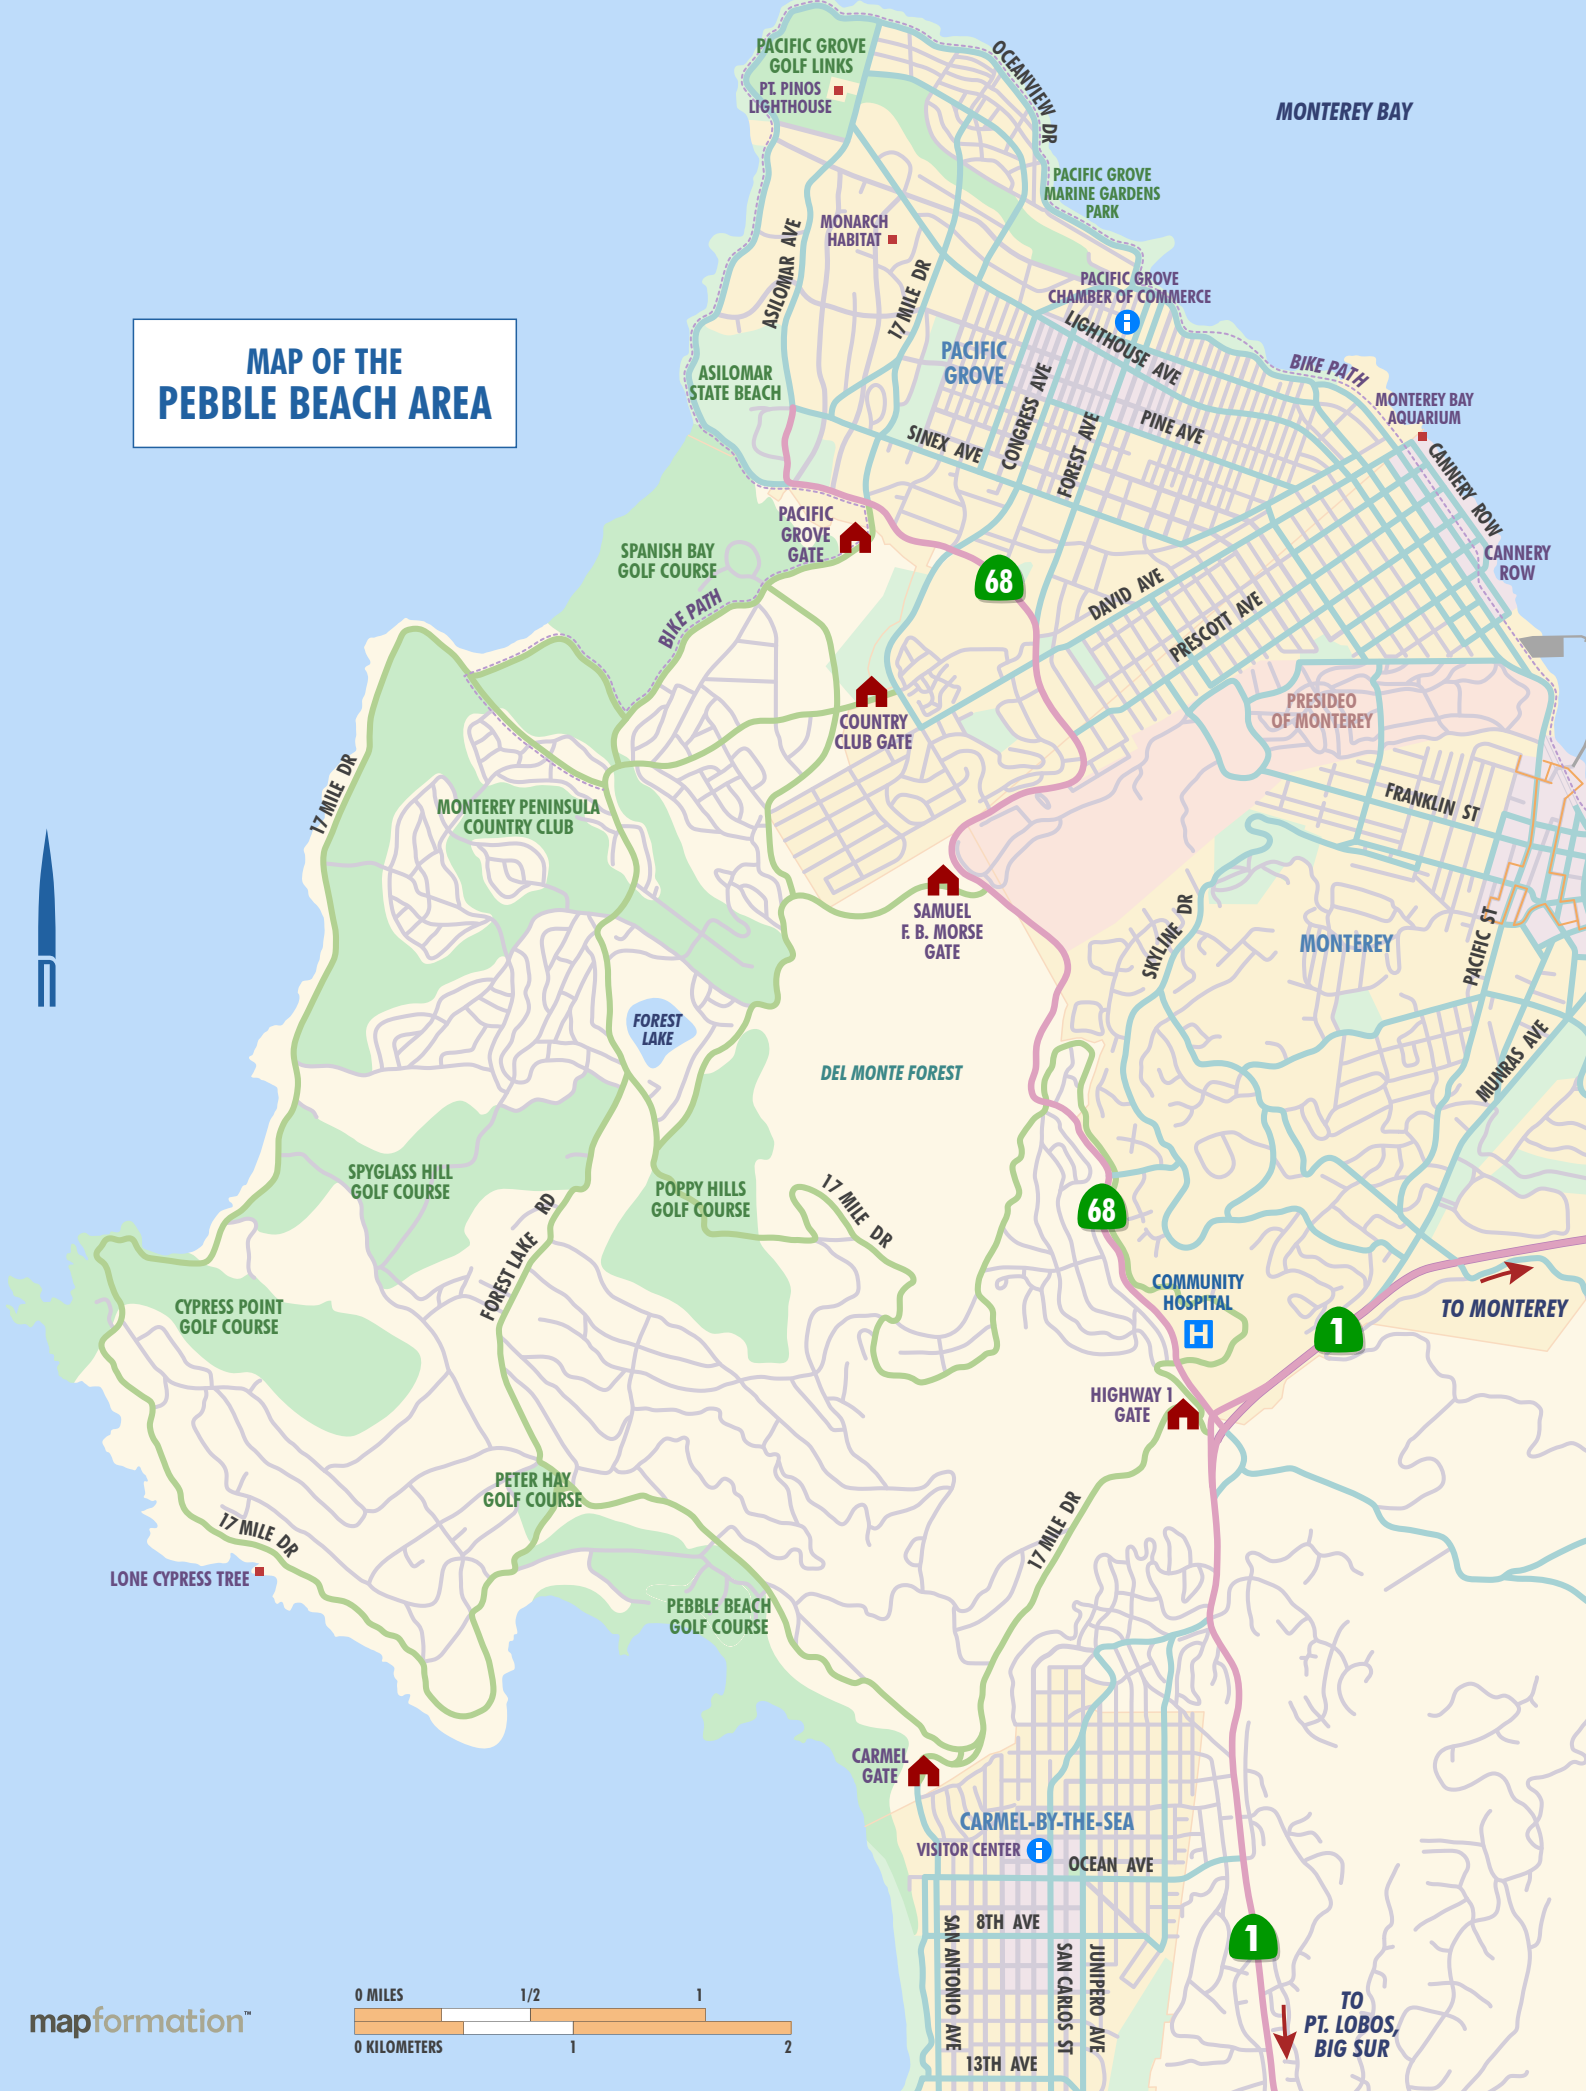 PACIFIC GROVE
GOLF LINKS
PT. PINOS
LIGHTHOUSE
OCEANVIEW DR
MONTEREY BAY
PACIFIC GROVE
MARINE GARDENS
PARK
MONARCH
HABITAT
ASILOMAR AVE
17 MILE DR
PACIFIC GROVE
CHAMBER OF COMMERCE
LIGHTHOUSE AVE
MAP OF THE
PEBBLE BEACH AREA
PACIFIC
GROVE
BIKE PATH
ASILOMAR
STATE BEACH
MONTEREY BAY
AQUARIUM
CONGRESS AVE
FOREST AVE
PINE AVE
SINEX AVE
CANNERY ROW
PACIFIC
GROVE
GATE
SPANISH BAY
GOLF COURSE
CANNERY
ROW
68
BIKE PATH
DAVID AVE
PRESCOTT AVE
COUNTRY
CLUB GATE
PRESIDEO
OF MONTEREY
17 MILE DR
MONTEREY PENINSULA
COUNTRY CLUB
FRANKLIN ST
SAMUEL
F. B. MORSE
GATE
SKYLINE DR
MONTEREY
PACIFIC ST
n
FOREST
LAKE
DEL MONTE FOREST
MUNRAS AVE
SPYGLASS HILL
GOLF COURSE
POPPY HILLS
GOLF COURSE
17 MILE DR
68
FOREST LAKE RD
COMMUNITY
HOSPITAL
H
CYPRESS POINT
GOLF COURSE
TO MONTEREY
1
HIGHWAY 1
GATE
PETER HAY
GOLF COURSE
17 MILE DR
17 MILE DR
LONE CYPRESS TREE
PEBBLE BEACH
GOLF COURSE
CARMEL
GATE
CARMEL-BY-THE-SEA
VISITOR CENTER
OCEAN AVE
8TH AVE
SAN ANTONIO AVE
SAN CARLOS ST
JUNIPERO AVE
1
13TH AVE
TO
PT. LOBOS,
BIG SUR
mapformation™
0 MILES 1/2 1
0 KILOMETERS 1 2